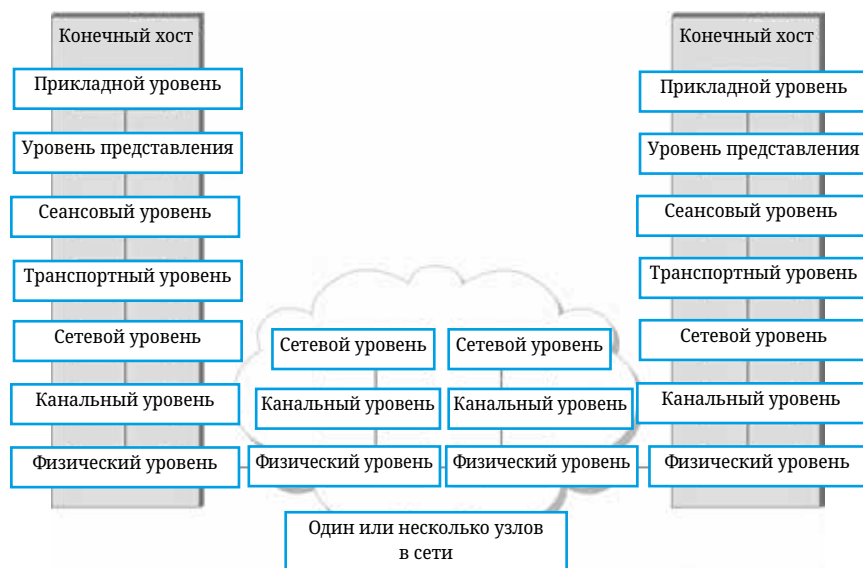 Конечный хост
Прикладной уровень
Уровень представления
Сеансовый уровень
Транспортный уровень
Сетевой уровень
Канальный уровень
Физический уровень
Сетевой уровень
Канальный уровень
Физический уровень
Сетевой уровень
Канальный уровень
Физический уровень
Один или несколько узлов
в сети
Конечный хост
Прикладной уровень
Уровень представления
Сеансовый уровень
Транспортный уровень
Сетевой уровень
Канальный уровень
Физический уровень